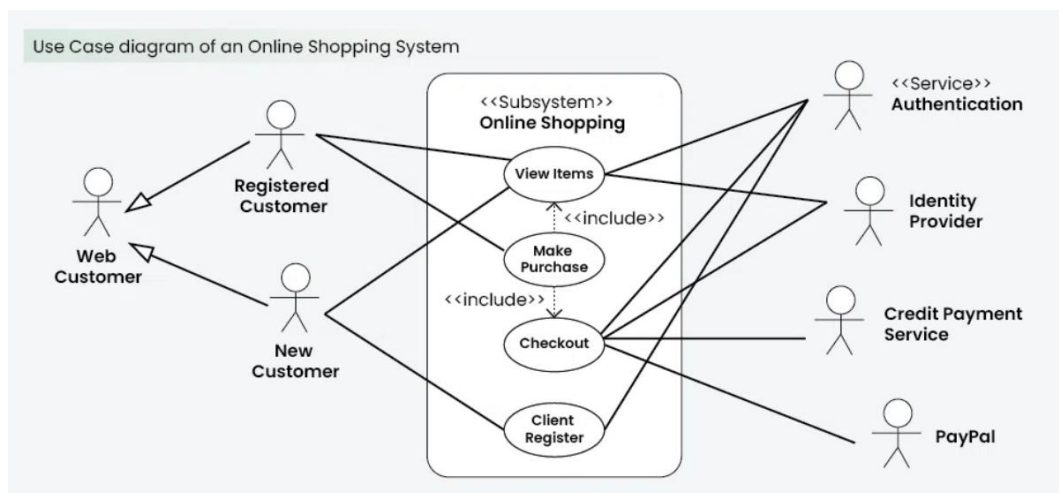 Use Case diagram of an Online Shopping System
<<Subsystem>>
Online Shopping
<<Service>>
Authentication
View Items
Registered
Customer
<<include>>
Identity
Provider
Web
Customer
Make
Purchase
<<include>>
Credit Payment
Service
Checkout
New
Customer
Client
Register
PayPal